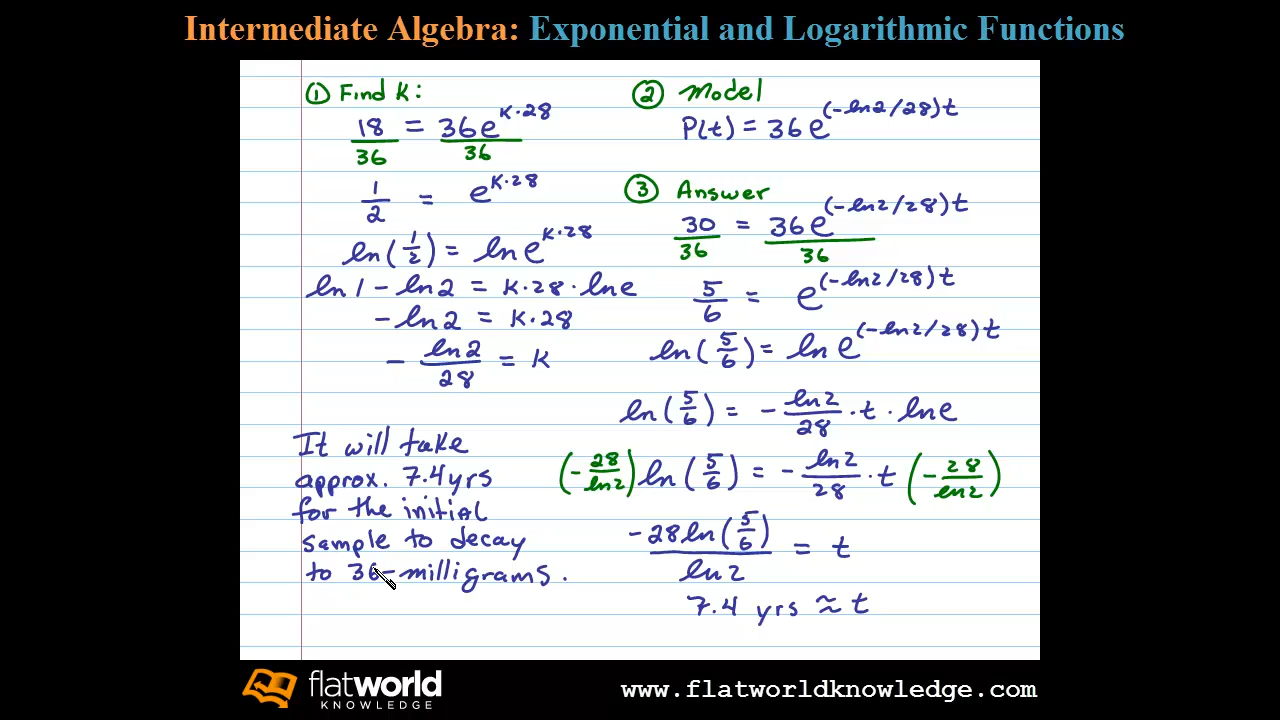 Intermediate Algebra: Exponential and Logarithmic Functions
① Find K:
18/36 = 36e^(K·28)/36
1/2 = e^(K·28)
ln(1/2) = ln e^(K·28)
ln 1 - ln 2 = K·28·ln e
- ln 2 = K·28
- ln 2/28 = K
It will take
approx. 7.4 yrs
for the initial
sample to decay
to 36-milligrams.
② Model
P(t) = 36e^((-ln2/28)t)
③ Answer
30/36 = 36e^((-ln2/28)t)/36
5/6 = e^((-ln2/28)t)
ln(5/6) = ln e^((-ln2/28)t)
ln(5/6) = - ln2/28 · t · ln e
(-28/ln2) ln(5/6) = - ln2/28 · t (-28/ln2)
-28 ln(5/6)/ln 2 = t
7.4 yrs ≈ t
flatworld
KNOWLEDGE
www.flatworldknowledge.com